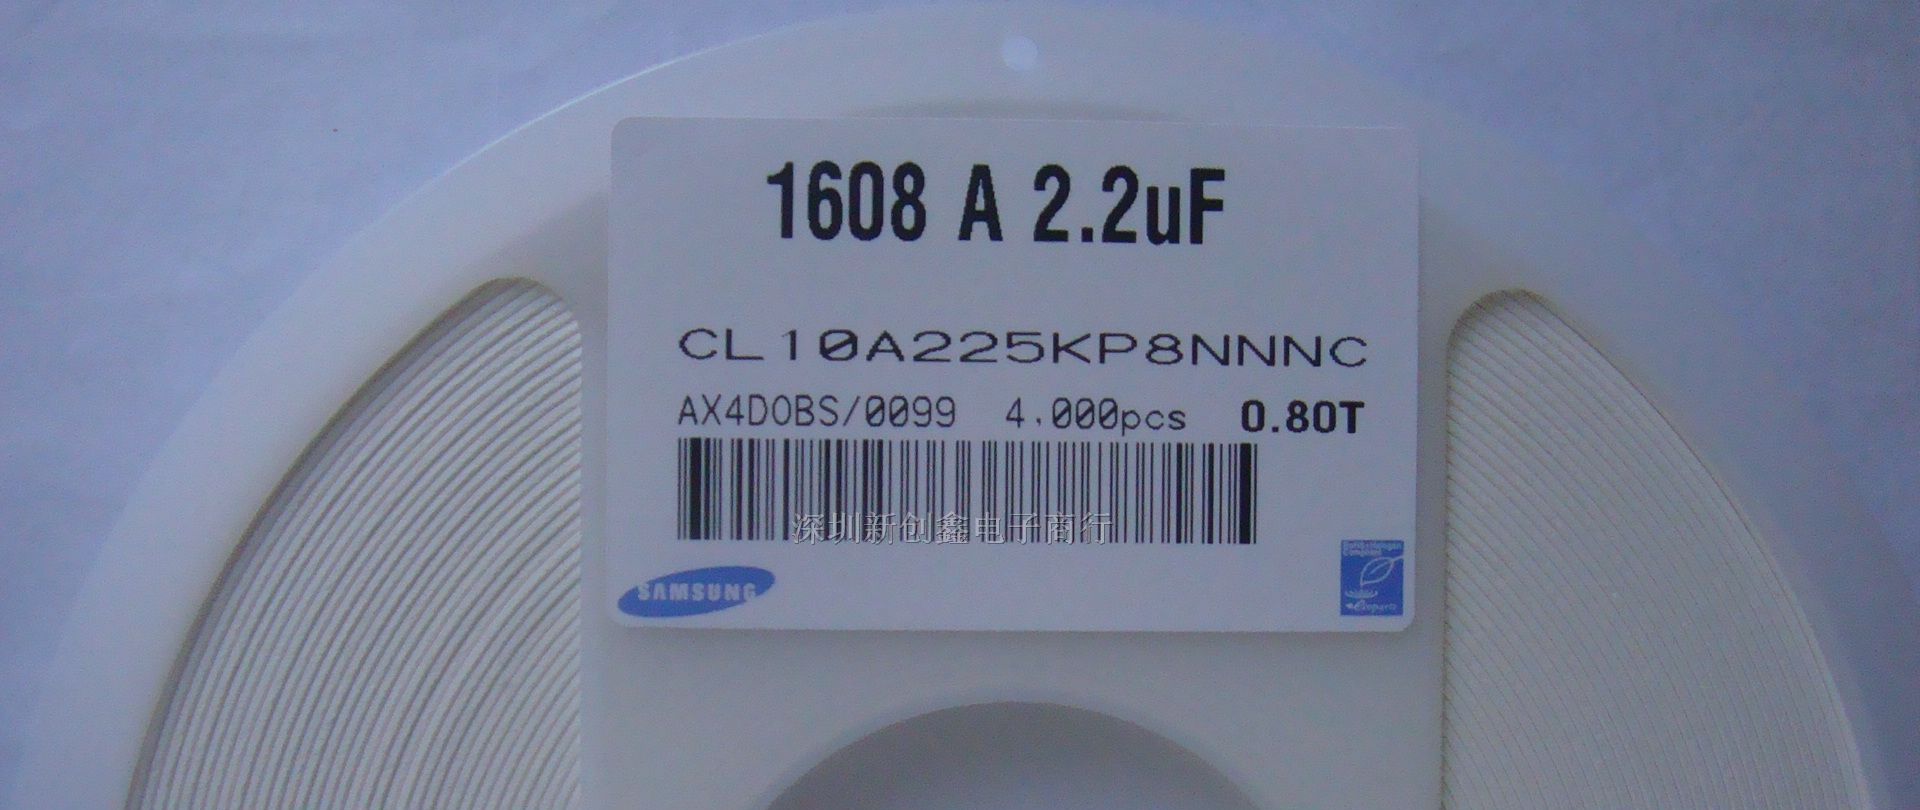 1608 A 2.2uF
CL10A225KP8NNNC
AX4D0BS/0099 4,000pcs 0.80T
深圳新创鑫电子商行
SAMSUNG
Compliant